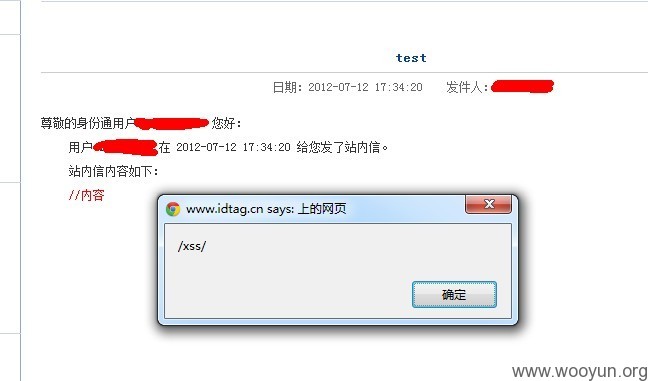 test
日期: 2012-07-12 17:34:20 发件人:
尊敬的身份通用户 您好:
用户 在 2012-07-12 17:34:20 给您发了站内信。
站内信内容如下:
//内容
www.idtag.cn says: 上的网页
/xss/
确定
www.wooyun.org